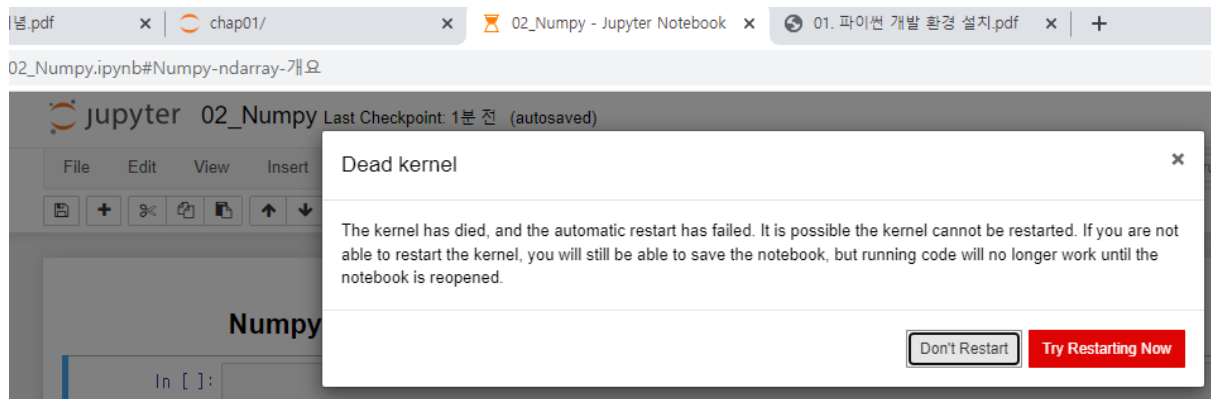 념.pdf
chap01/
02_Numpy - Jupyter Notebook
01. 파이썬 개발 환경 설치.pdf
02_Numpy.ipynb#Numpy-ndarray-개요
jupyter 02_Numpy Last Checkpoint: 1분 전 (autosaved)
File Edit View Insert
Dead kernel
The kernel has died, and the automatic restart has failed. It is possible the kernel cannot be restarted. If you are not
able to restart the kernel, you will still be able to save the notebook, but running code will no longer work until the
notebook is reopened.
Numpy
Don't Restart Try Restarting Now
In [ ]: